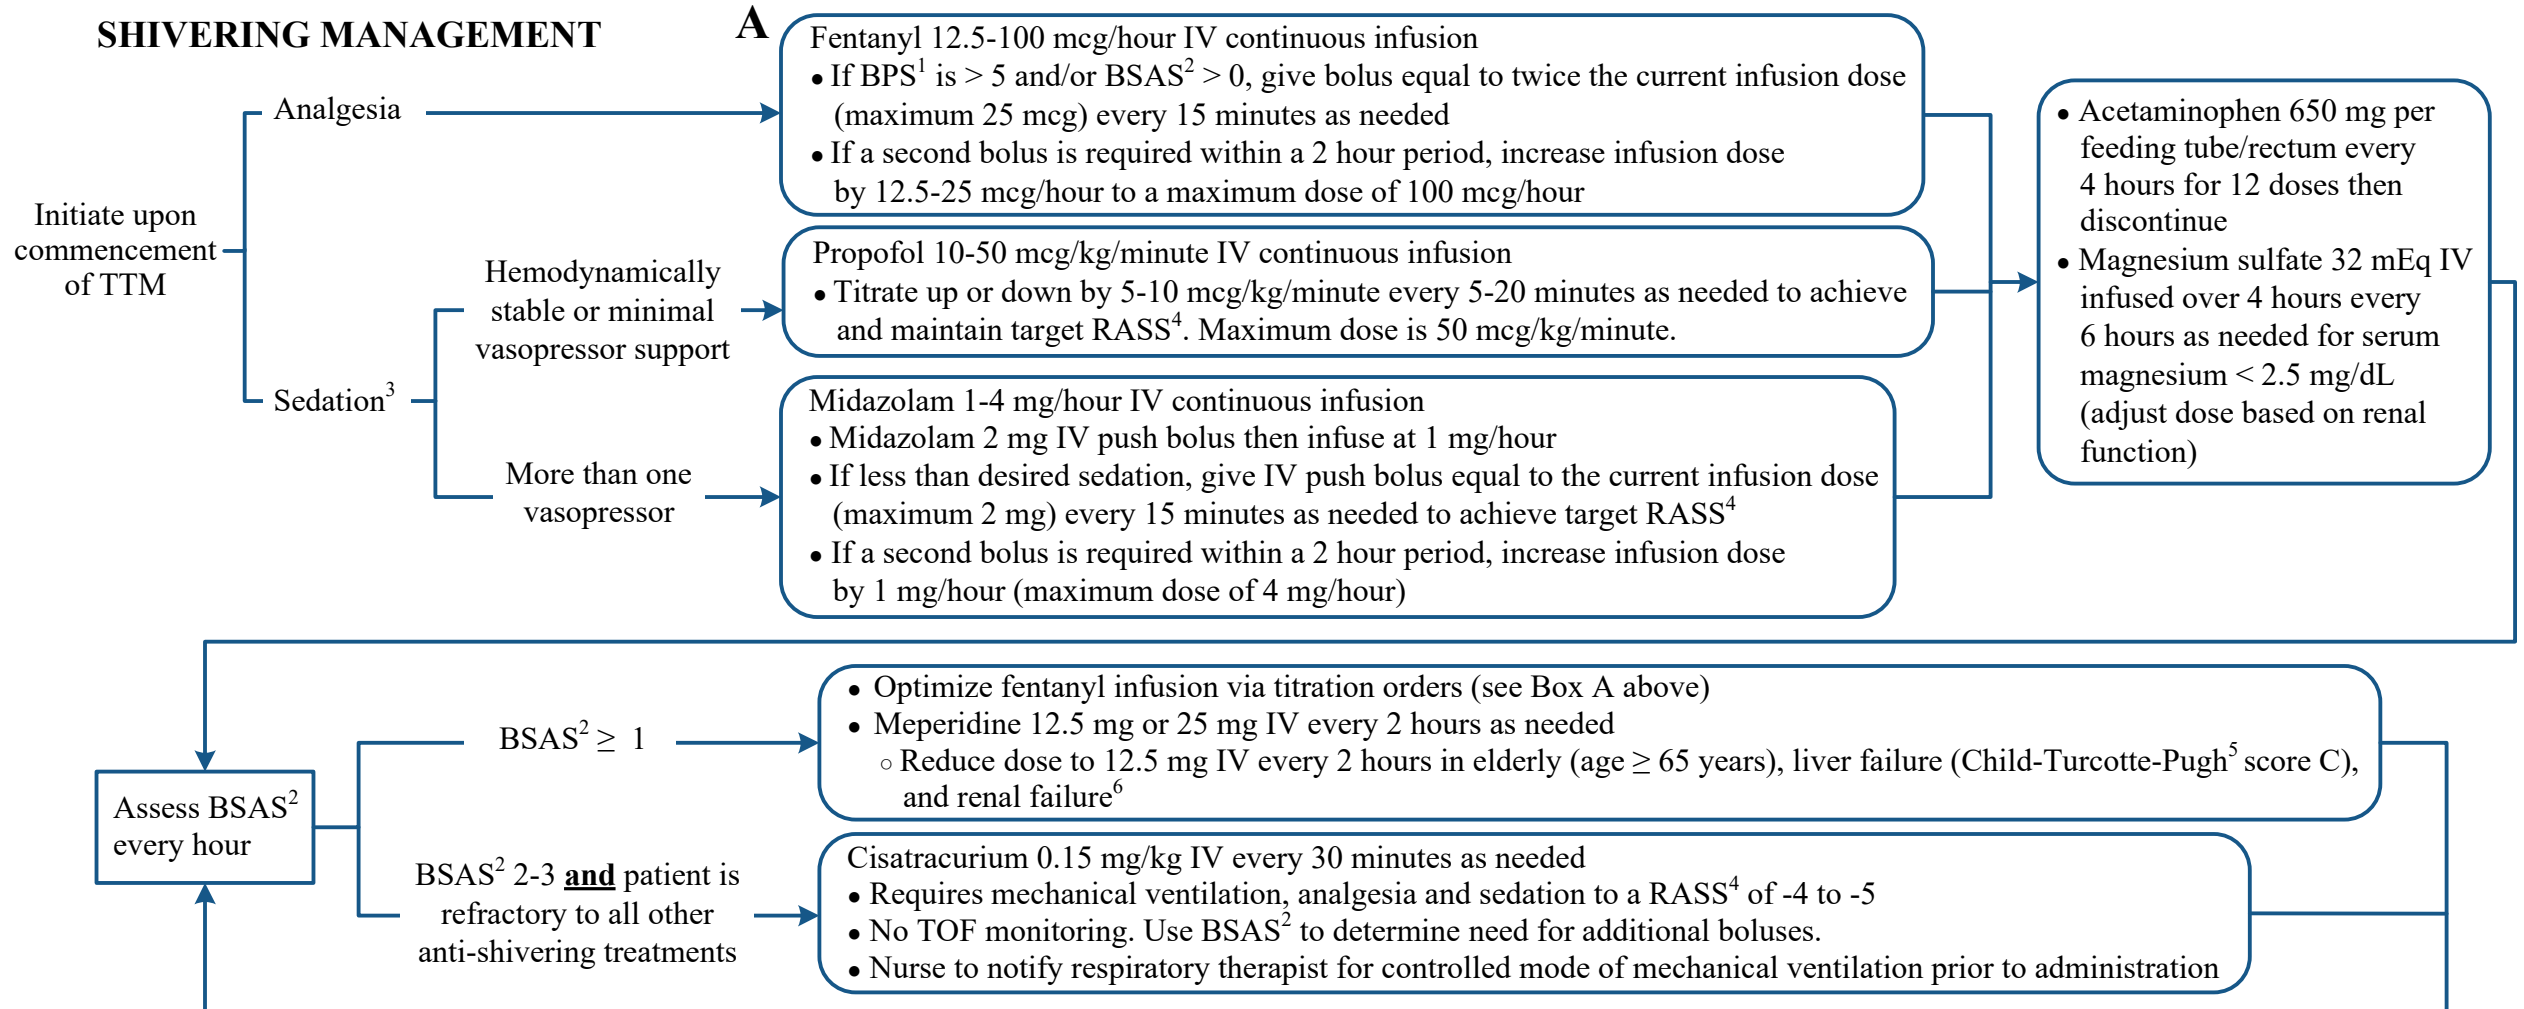 SHIVERING MANAGEMENT
A
Initiate upon
commencement
of TTM
Analgesia
Fentanyl 12.5-100 mcg/hour IV continuous infusion
● If BPS1 is > 5 and/or BSAS2 > 0, give bolus equal to twice the current infusion dose
(maximum 25 mcg) every 15 minutes as needed
● If a second bolus is required within a 2 hour period, increase infusion dose
by 12.5-25 mcg/hour to a maximum dose of 100 mcg/hour
Sedation3
Hemodynamically
stable or minimal
vasopressor support
Propofol 10-50 mcg/kg/minute IV continuous infusion
● Titrate up or down by 5-10 mcg/kg/minute every 5-20 minutes as needed to achieve
and maintain target RASS4. Maximum dose is 50 mcg/kg/minute.
More than one
vasopressor
Midazolam 1-4 mg/hour IV continuous infusion
● Midazolam 2 mg IV push bolus then infuse at 1 mg/hour
● If less than desired sedation, give IV push bolus equal to the current infusion dose
(maximum 2 mg) every 15 minutes as needed to achieve target RASS4
● If a second bolus is required within a 2 hour period, increase infusion dose
by 1 mg/hour (maximum dose of 4 mg/hour)
● Acetaminophen 650 mg per
feeding tube/rectum every
4 hours for 12 doses then
discontinue
● Magnesium sulfate 32 mEq IV
infused over 4 hours every
6 hours as needed for serum
magnesium < 2.5 mg/dL
(adjust dose based on renal
function)
Assess BSAS2
every hour
BSAS2 ≥ 1
● Optimize fentanyl infusion via titration orders (see Box A above)
● Meperidine 12.5 mg or 25 mg IV every 2 hours as needed
○ Reduce dose to 12.5 mg IV every 2 hours in elderly (age ≥ 65 years), liver failure (Child-Turcotte-Pugh5 score C),
and renal failure6
BSAS2 2-3 and patient is
refractory to all other
anti-shivering treatments
Cisatracurium 0.15 mg/kg IV every 30 minutes as needed
● Requires mechanical ventilation, analgesia and sedation to a RASS4 of -4 to -5
● No TOF monitoring. Use BSAS2 to determine need for additional boluses.
● Nurse to notify respiratory therapist for controlled mode of mechanical ventilation prior to administration